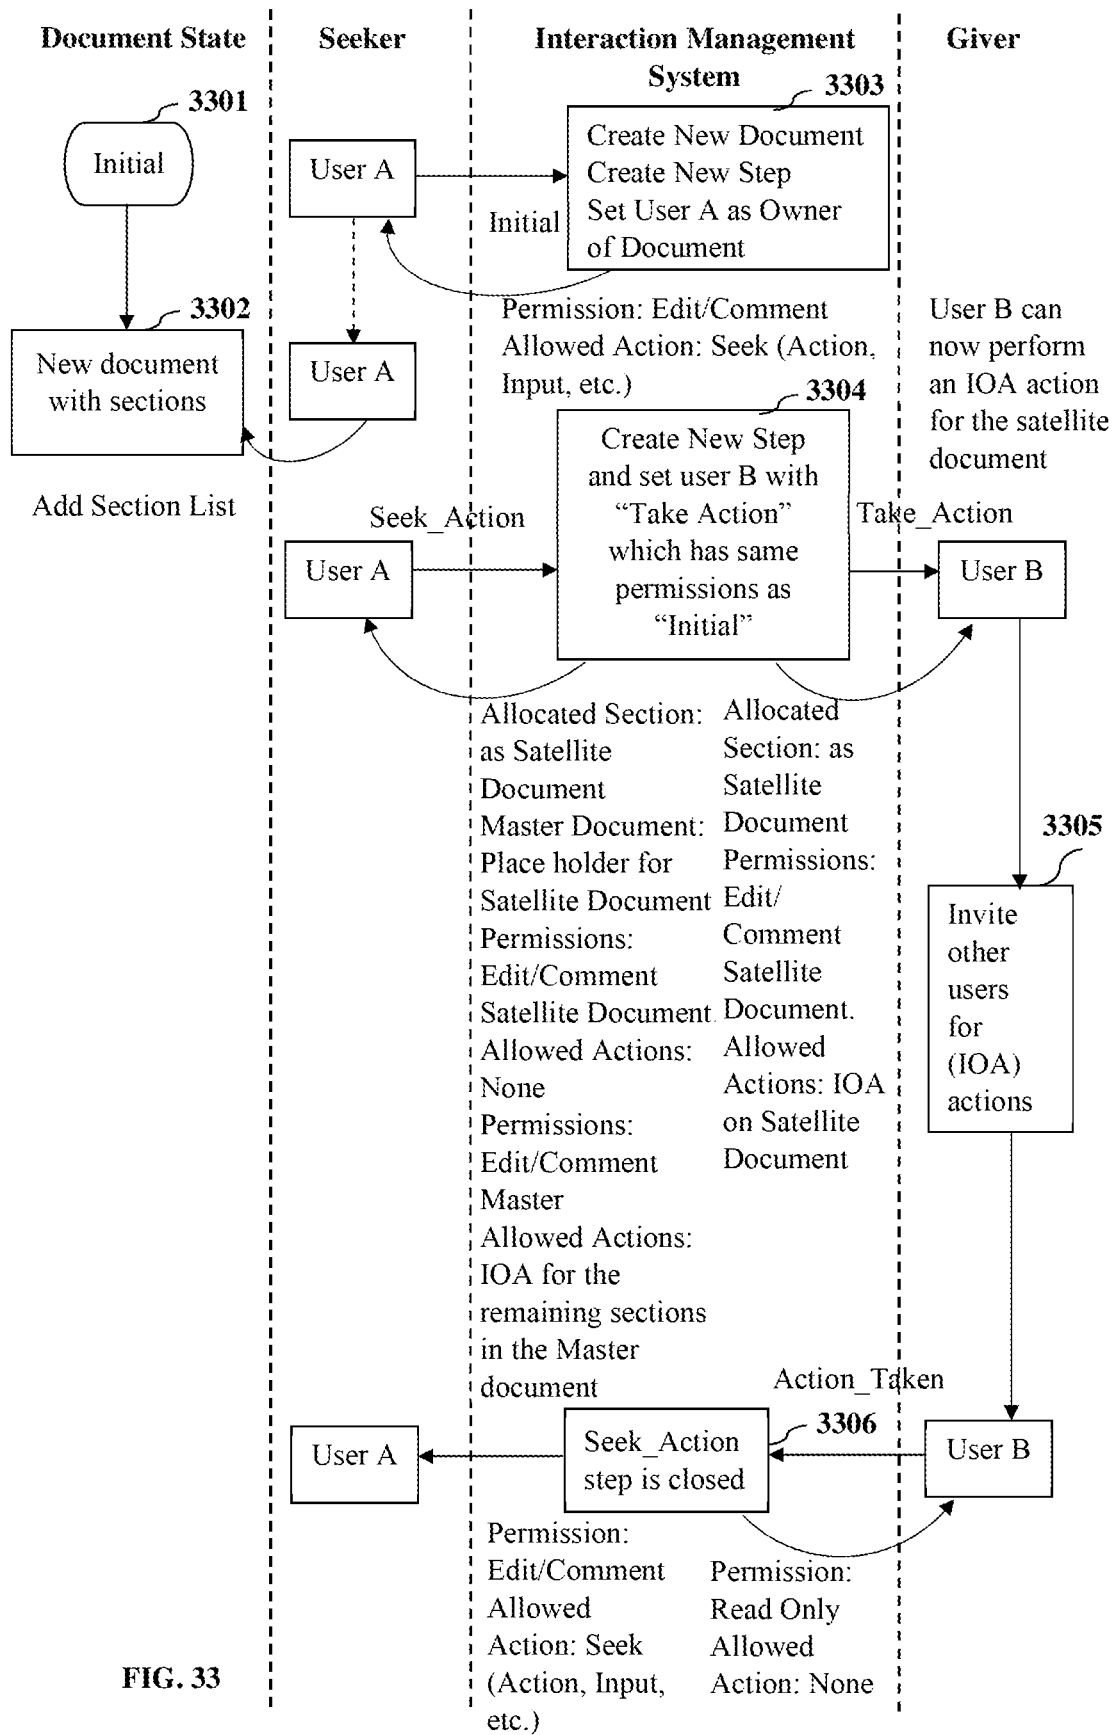 Document State
Seeker
Interaction Management
System
Giver
3301
3303
Initial
User A
Create New Document
Create New Step
Set User A as Owner
of Document
Initial
3302
New document
with sections
User A
Permission: Edit/Comment
Allowed Action: Seek (Action,
Input, etc.)
User B can
now perform
an IOA action
for the satellite
document
3304
Add Section List
Seek_Action
Create New Step
and set user B with
“Take Action”
which has same
permissions as
“Initial”
Take_Action
User A
User B
Allocated Section:
as Satellite
Document
Master Document:
Place holder for
Satellite Document
Permissions:
Edit/Comment
Satellite Document.
Allowed Actions:
None
Permissions:
Edit/Comment
Master
Allowed Actions:
IOA for the
remaining sections
in the Master
document
Allocated
Section: as
Satellite
Document
Permissions:
Edit/
Comment
Satellite
Document.
Allowed
Actions: IOA
on Satellite
Document
3305
Invite
other
users
for
(IOA)
actions
Action_Taken
3306
User A
Seek_Action
step is closed
User B
Permission:
Edit/Comment
Allowed
Action: Seek
(Action, Input,
etc.)
Permission:
Read Only
Allowed
Action: None
FIG. 33